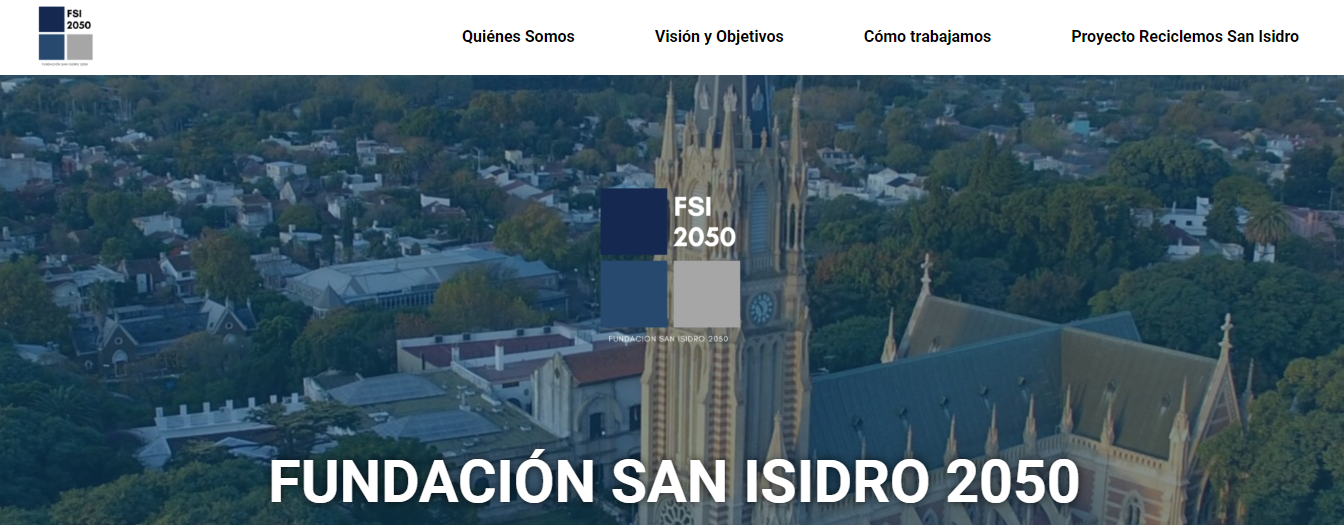 FSI
2050
FUNDACIÓN SAN ISIDRO 2050
Quiénes Somos
Visión y Objetivos
Cómo trabajamos
Proyecto Reciclemos San Isidro
FSI
2050
FUNDACIÓN SAN ISIDRO 2050
FUNDACIÓN SAN ISIDRO 2050